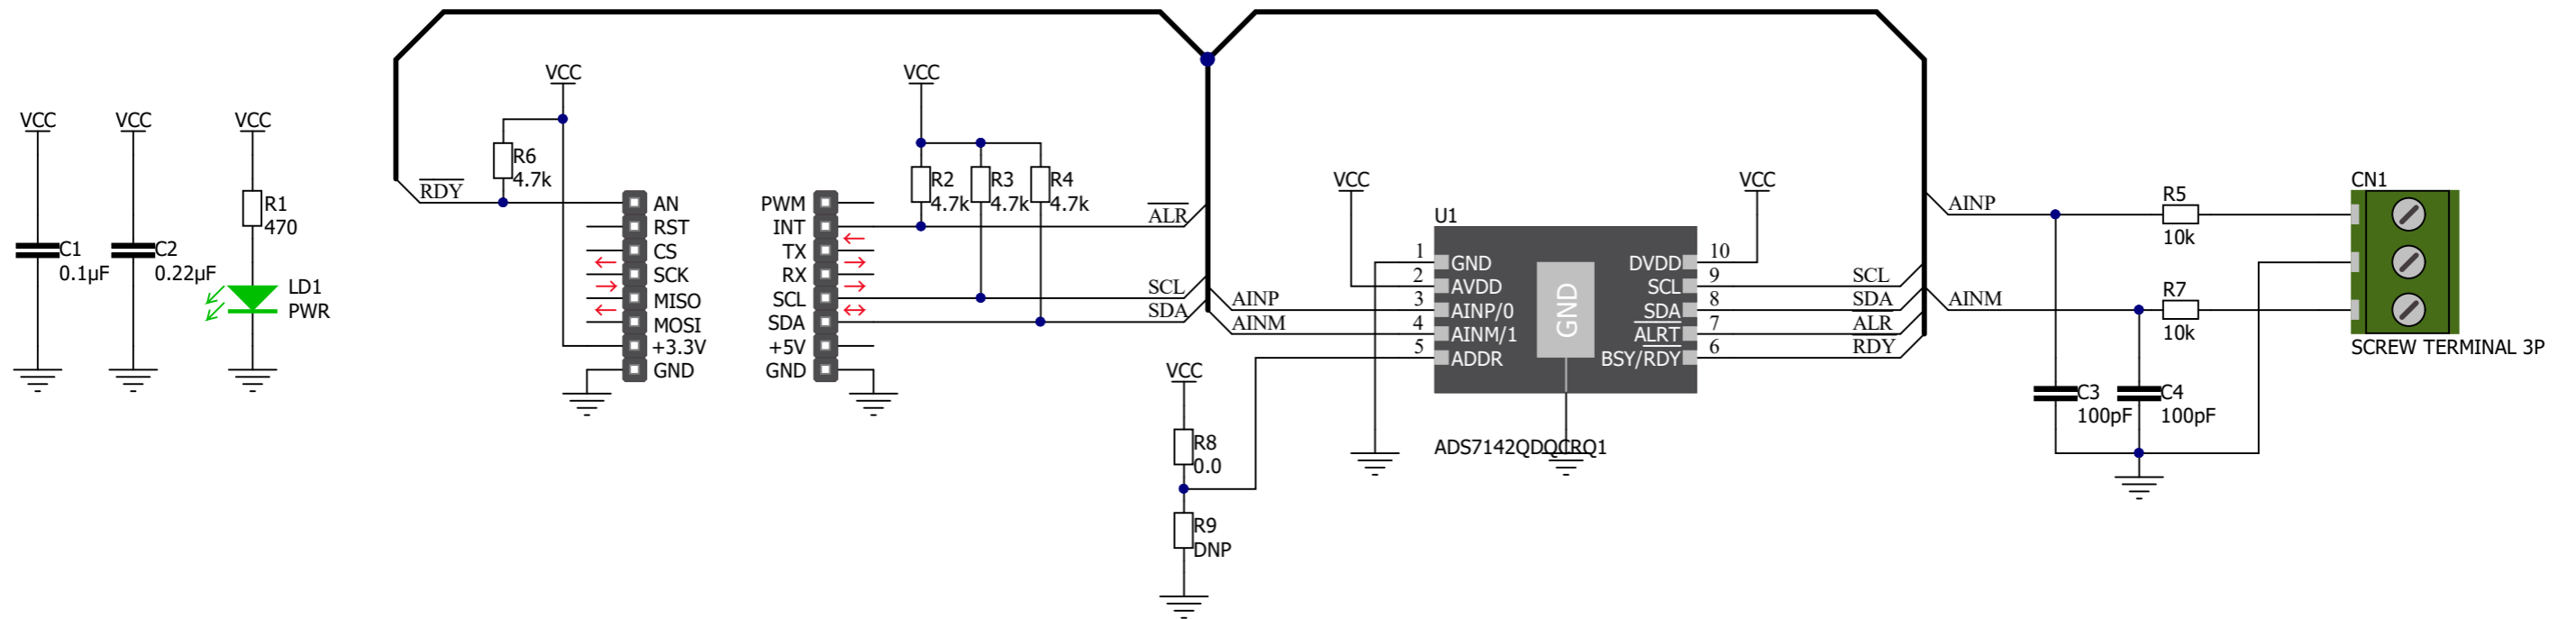 VCC
C1
0.1µF
VCC
C2
0.22µF
VCC
R1
470
LD1
PWR
RDY
VCC
R6
4.7k
AN
RST
CS
SCK
MISO
MOSI
+3.3V
GND
PWM
INT
TX
RX
SCL
SDA
+5V
GND
VCC
R2
4.7k
R3
4.7k
R4
4.7k
ALR
SCL
SDA
AINP
AINM
VCC
R8
0.0
R9
DNP
VCC
U1
1
2
3
4
5
GND
AVDD
AINP/0
AINM/1
ADDR
GND
DVDD
SCL
SDA
ALRT
BSY/RDY
10
9
8
7
6
ADS7142QDQCRQ1
VCC
SCL
SDA
ALR
RDY
AINP
AINM
R5
10k
R7
10k
C3
100pF
C4
100pF
CN1
SCREW TERMINAL 3P